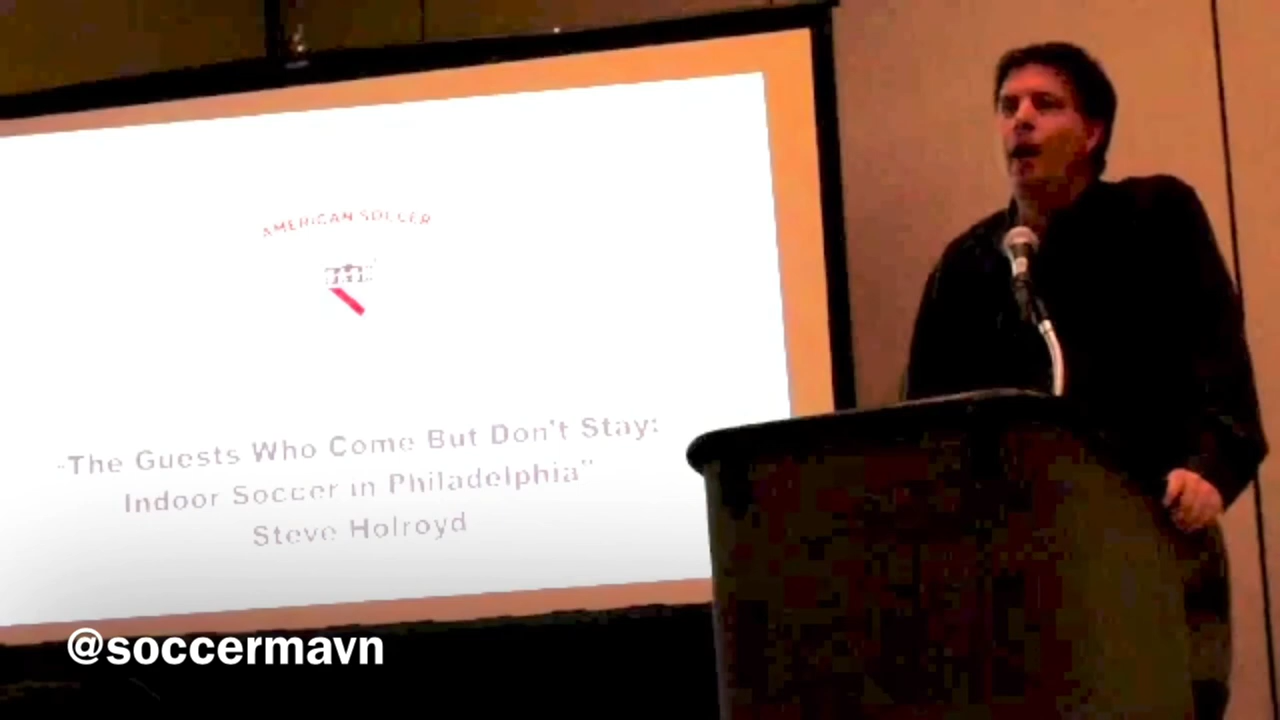 AMERICAN SOCCER
"The Guests Who Come But Don't Stay:
Indoor Soccer in Philadelphia"
Steve Holroyd
@soccermavn